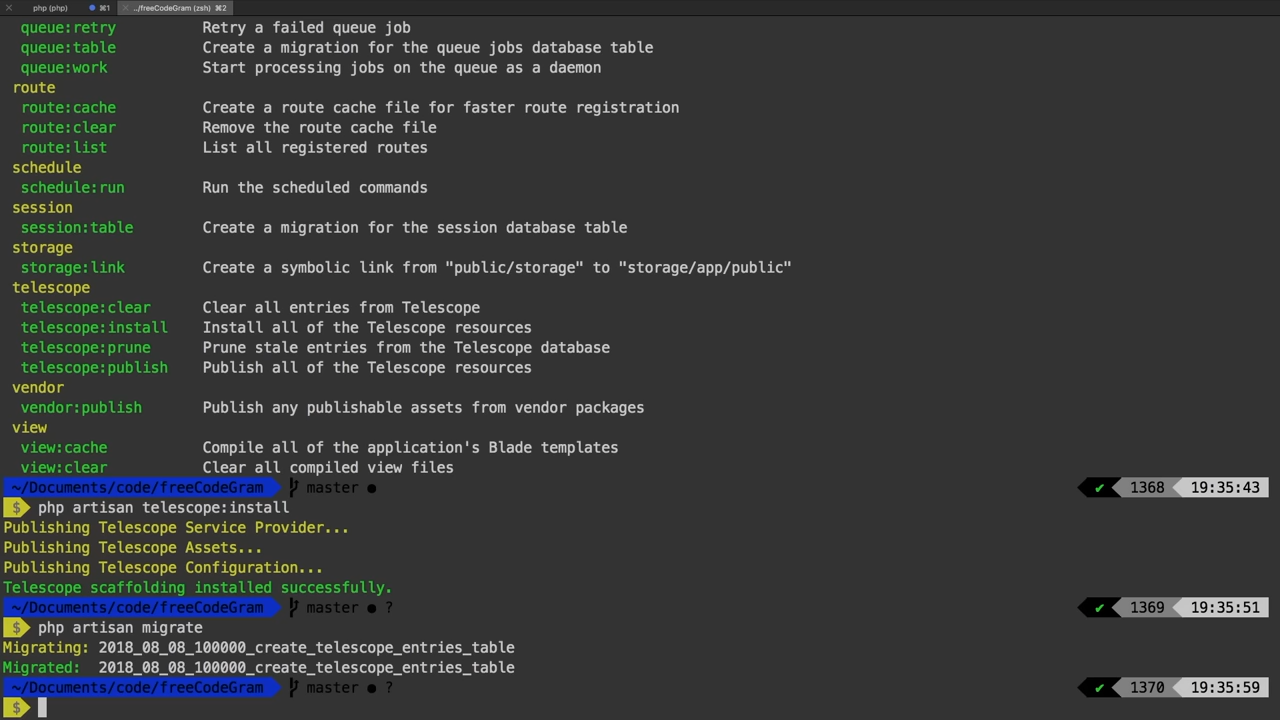 php (php) ⌘1 ../freeCodeGram (zsh) ⌘2
queue:retry Retry a failed queue job
queue:table Create a migration for the queue jobs database table
queue:work Start processing jobs on the queue as a daemon
route
route:cache Create a route cache file for faster route registration
route:clear Remove the route cache file
route:list List all registered routes
schedule
schedule:run Run the scheduled commands
session
session:table Create a migration for the session database table
storage
storage:link Create a symbolic link from "public/storage" to "storage/app/public"
telescope
telescope:clear Clear all entries from Telescope
telescope:install Install all of the Telescope resources
telescope:prune Prune stale entries from the Telescope database
telescope:publish Publish all of the Telescope resources
vendor
vendor:publish Publish any publishable assets from vendor packages
view
view:cache Compile all of the application's Blade templates
view:clear Clear all compiled view files
~/Documents/code/freeCodeGram master ● ✔ 1368 19:35:43
$ php artisan telescope:install
Publishing Telescope Service Provider...
Publishing Telescope Assets...
Publishing Telescope Configuration...
Telescope scaffolding installed successfully.
~/Documents/code/freeCodeGram master ● ? ✔ 1369 19:35:51
$ php artisan migrate
Migrating: 2018_08_08_100000_create_telescope_entries_table
Migrated: 2018_08_08_100000_create_telescope_entries_table
~/Documents/code/freeCodeGram master ● ? ✔ 1370 19:35:59
$